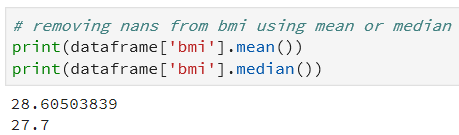 # removing nans from bmi using mean or median
print(dataframe['bmi'].mean())
print(dataframe['bmi'].median())
28.60503839
27.7